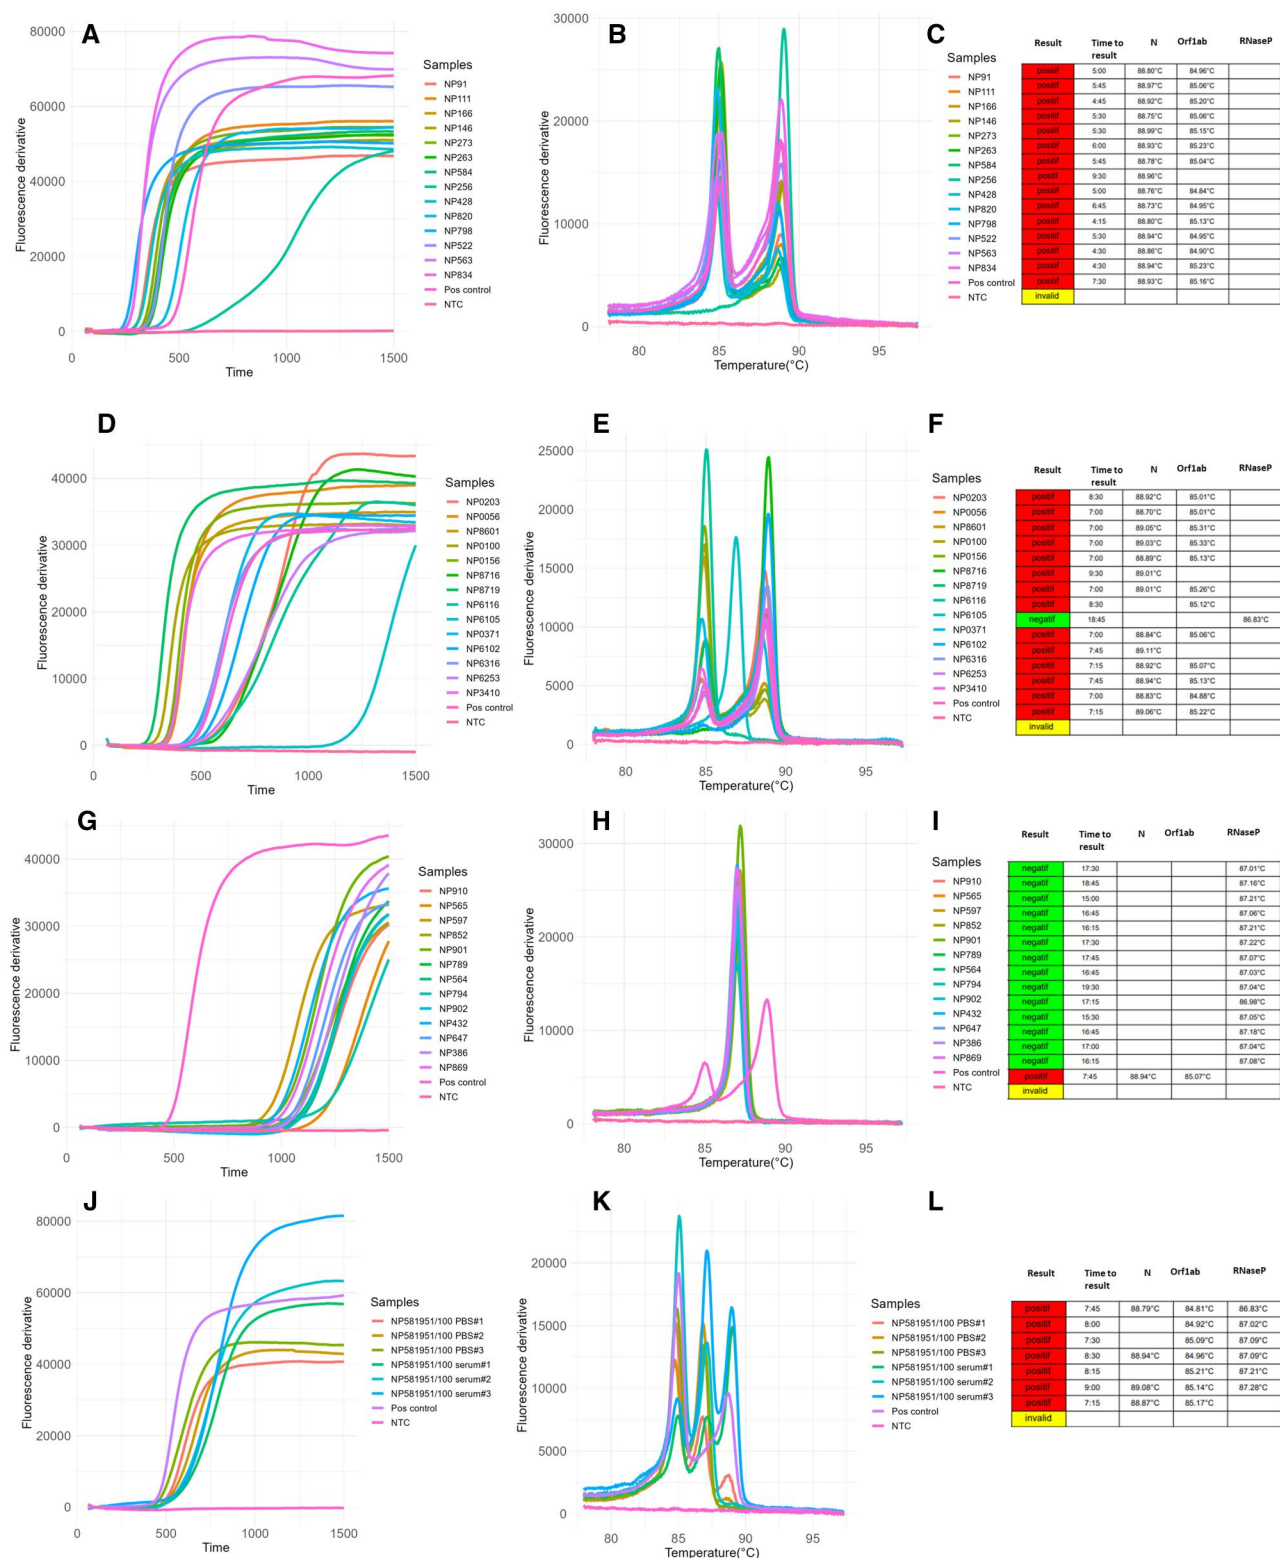 A
Fluorescence derivative
80000
60000
40000
20000
0
0 500 1000 1500
Time
Samples
NP91
NP111
NP166
NP146
NP273
NP263
NP584
NP256
NP428
NP820
NP798
NP522
NP563
NP834
Pos control
NTC
B
Fluorescence derivative
30000
20000
10000
0
80 85 90 95
Temperature(°C)
Samples
NP91
NP111
NP166
NP146
NP273
NP263
NP584
NP256
NP428
NP820
NP798
NP522
NP563
NP834
Pos control
NTC
C
Result Time to result N Orf1ab RNaseP
positif 5:00 88.80°C 84.96°C
positif 5:45 88.97°C 85.06°C
positif 4:45 88.92°C 85.20°C
positif 5:30 88.75°C 85.06°C
positif 5:30 88.99°C 85.15°C
positif 6:00 88.93°C 85.23°C
positif 5:45 88.78°C 85.04°C
positif 9:30 88.96°C
positif 5:00 88.76°C 84.84°C
positif 6:45 88.73°C 84.95°C
positif 4:15 88.80°C 85.13°C
positif 5:30 88.94°C 84.95°C
positif 4:30 88.86°C 84.90°C
positif 4:30 88.94°C 85.23°C
positif 7:30 88.93°C 85.16°C
invalid
D
Fluorescence derivative
40000
30000
20000
10000
0
0 500 1000 1500
Time
Samples
NP0203
NP0056
NP8601
NP0100
NP0156
NP8716
NP8719
NP6116
NP6105
NP0371
NP6102
NP6316
NP6253
NP3410
Pos control
NTC
E
Fluorescence derivative
25000
20000
15000
10000
5000
0
80 85 90 95
Temperature(°C)
Samples
NP0203
NP0056
NP8601
NP0100
NP0156
NP8716
NP8719
NP6116
NP6105
NP0371
NP6102
NP6316
NP6253
NP3410
Pos control
NTC
F
Result Time to result N Orf1ab RNaseP
positif 8:30 88.92°C 85.01°C
positif 7:00 88.70°C 85.01°C
positif 7:00 89.05°C 85.31°C
positif 7:00 89.03°C 85.33°C
positif 7:00 88.89°C 85.13°C
positif 9:30 89.01°C
positif 7:00 89.01°C 85.26°C
positif 8:30 85.12°C
negatif 18:45 86.83°C
positif 7:00 88.84°C 85.06°C
positif 7:45 89.11°C
positif 7:15 88.92°C 85.07°C
positif 7:45 88.94°C 85.13°C
positif 7:00 88.83°C 84.88°C
positif 7:15 89.06°C 85.22°C
invalid
G
Fluorescence derivative
40000
30000
20000
10000
0
0 500 1000 1500
Time
Samples
NP910
NP565
NP597
NP852
NP901
NP789
NP564
NP794
NP902
NP432
NP647
NP386
NP869
Pos control
NTC
H
Fluorescence derivative
30000
20000
10000
0
80 85 90 95
Temperature(°C)
Samples
NP910
NP565
NP597
NP852
NP901
NP789
NP564
NP794
NP902
NP432
NP647
NP386
NP869
Pos control
NTC
I
Result Time to result N Orf1ab RNaseP
negatif 17:30 87.01°C
negatif 18:45 87.16°C
negatif 15:00 87.21°C
negatif 16:45 87.06°C
negatif 16:15 87.21°C
negatif 17:30 87.22°C
negatif 17:45 87.07°C
negatif 16:45 87.03°C
negatif 19:30 87.04°C
negatif 17:15 86.98°C
negatif 15:30 87.05°C
negatif 16:45 87.18°C
negatif 17:00 87.04°C
negatif 16:15 87.08°C
positif 7:45 88.94°C 85.07°C
invalid
J
Fluorescence derivative
80000
60000
40000
20000
0
0 500 1000 1500
Time
Samples
NP581951/100 PBS#1
NP581951/100 PBS#2
NP581951/100 PBS#3
NP581951/100 serum#1
NP581951/100 serum#2
NP581951/100 serum#3
Pos control
NTC
K
Fluorescence derivative
20000
15000
10000
5000
0
80 85 90 95
Temperature(°C)
Samples
NP581951/100 PBS#1
NP581951/100 PBS#2
NP581951/100 PBS#3
NP581951/100 serum#1
NP581951/100 serum#2
NP581951/100 serum#3
Pos control
NTC
L
Result Time to result N Orf1ab RNaseP
positif 7:45 88.79°C 84.81°C 86.83°C
positif 8:00 84.92°C 87.02°C
positif 7:30 85.09°C 87.09°C
positif 8:30 88.94°C 84.96°C 87.09°C
positif 8:15 85.21°C 87.21°C
positif 9:00 89.08°C 85.14°C 87.28°C
positif 7:15 88.87°C 85.17°C
invalid